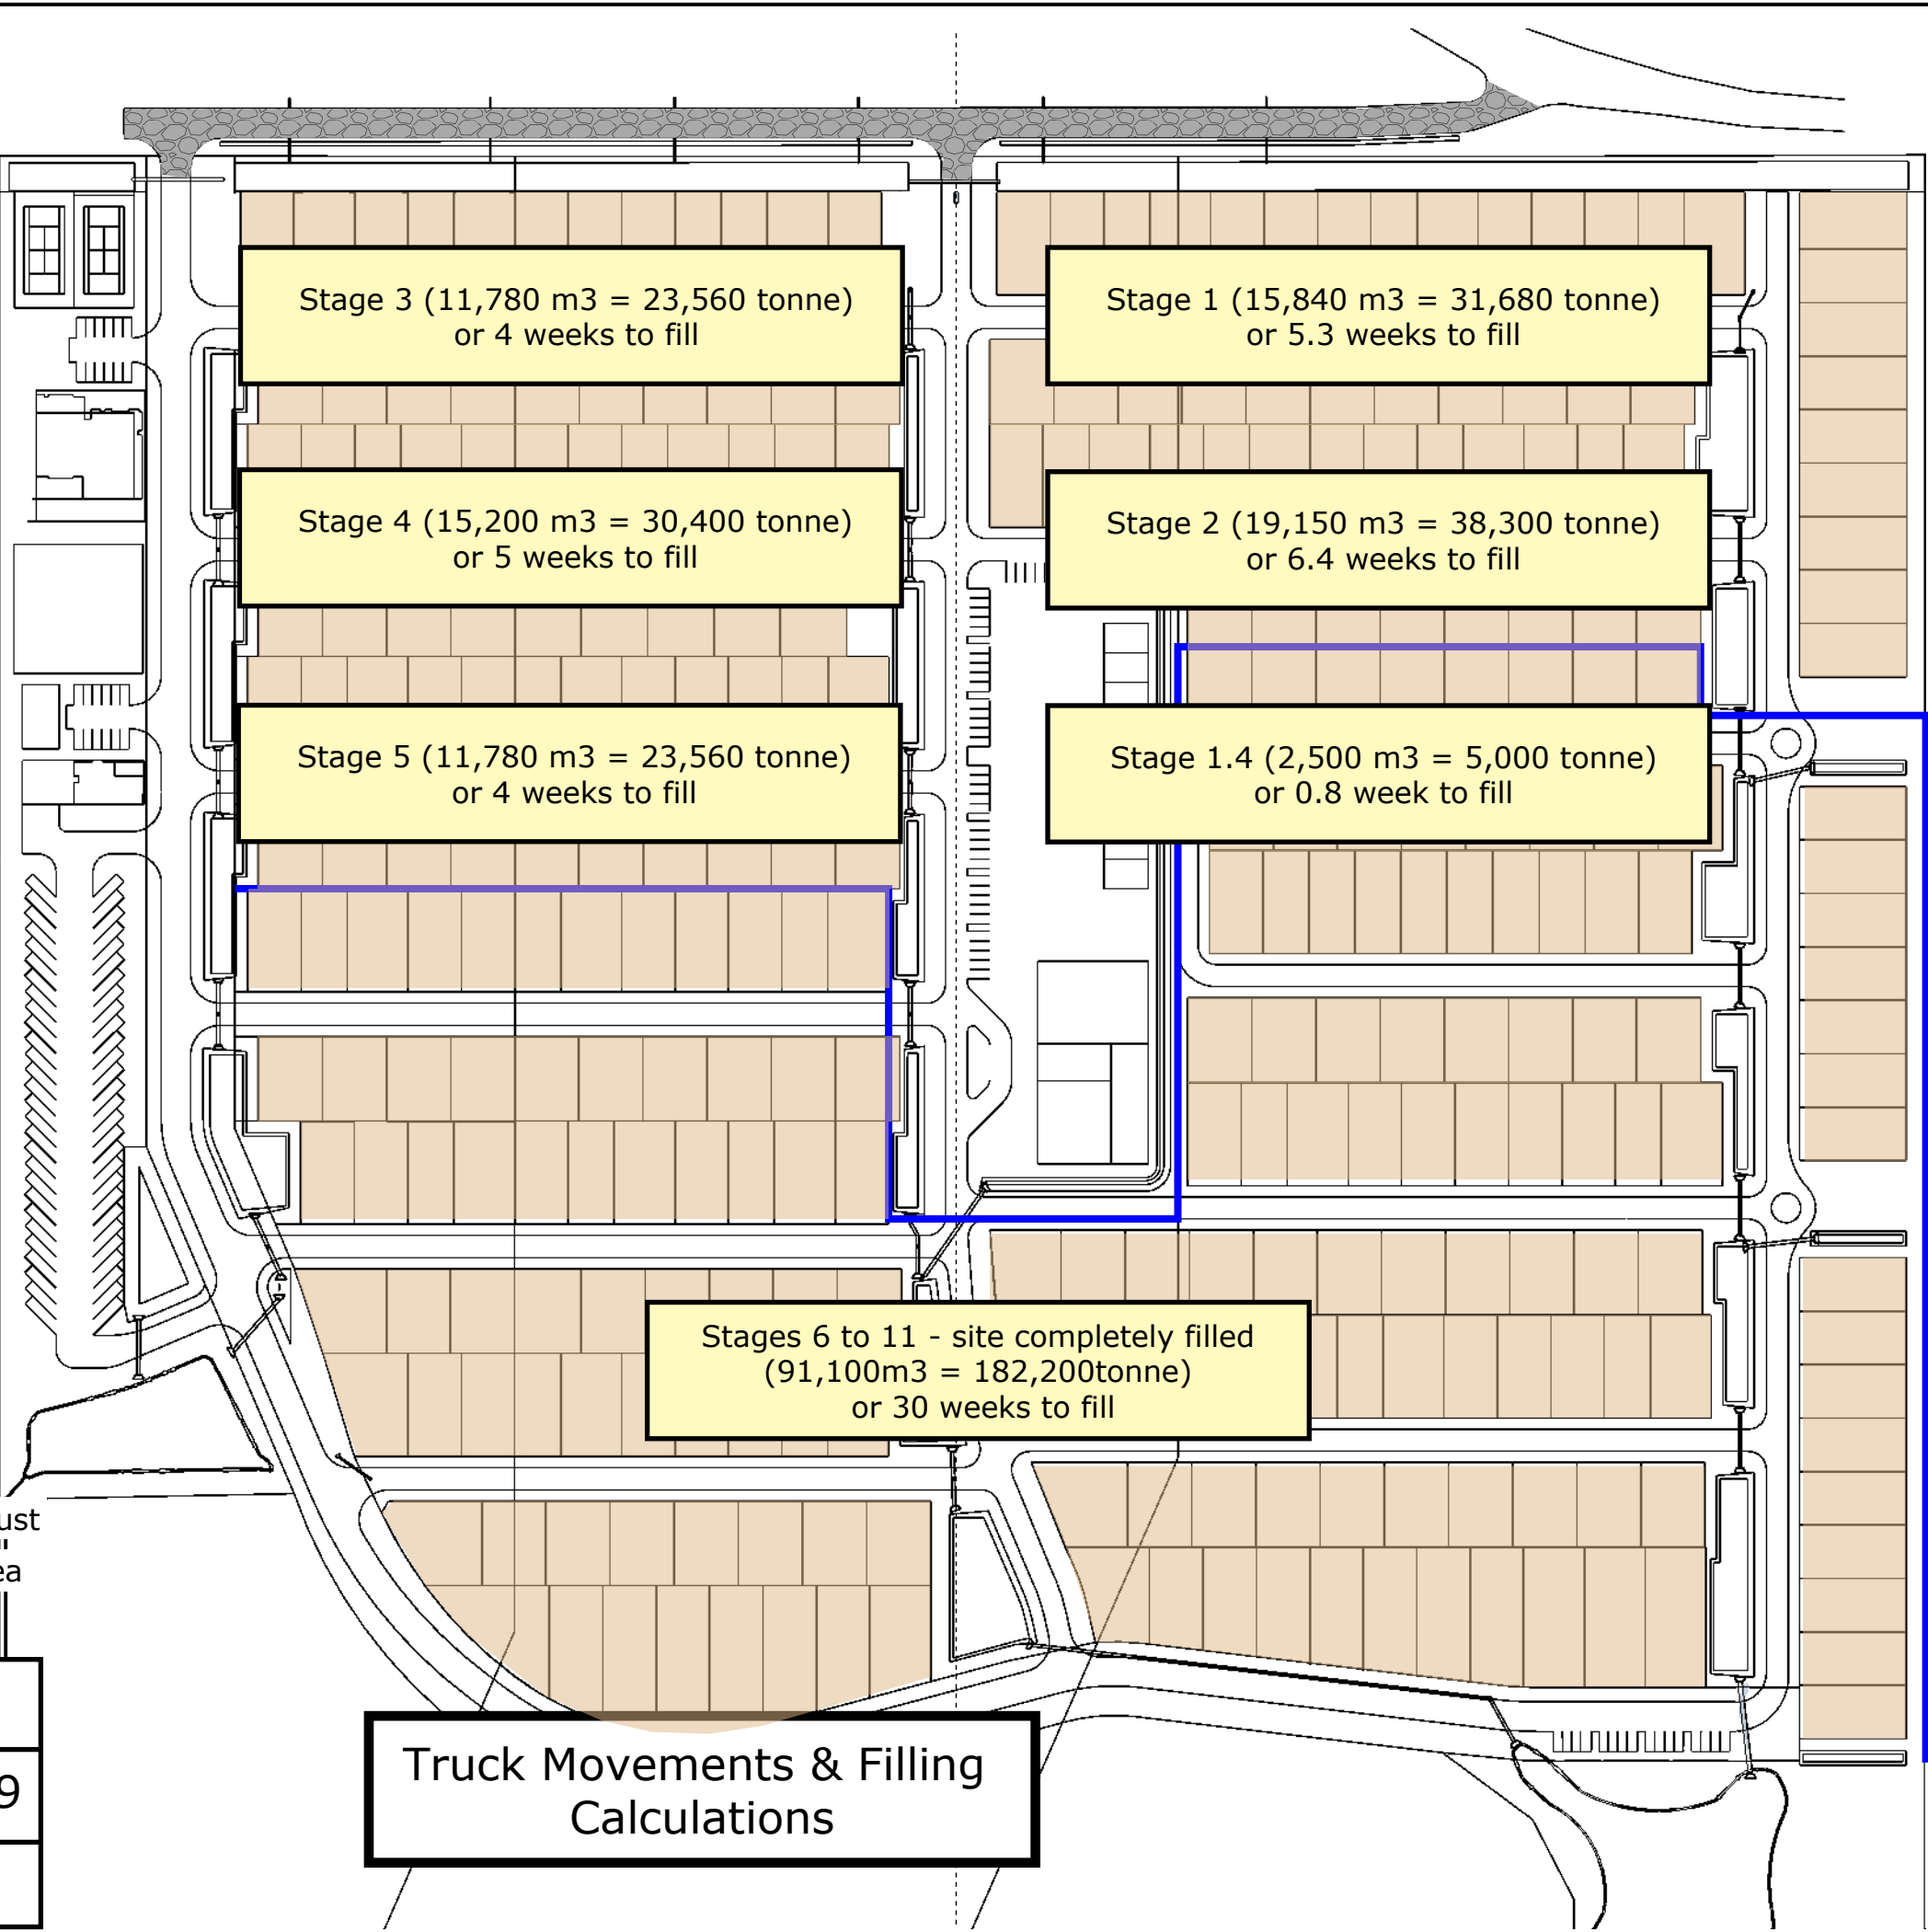 Stage 3 (11,780 m3 = 23,560 tonne)
or 4 weeks to fill
Stage 1 (15,840 m3 = 31,680 tonne)
or 5.3 weeks to fill
Stage 4 (15,200 m3 = 30,400 tonne)
or 5 weeks to fill
Stage 2 (19,150 m3 = 38,300 tonne)
or 6.4 weeks to fill
Stage 5 (11,780 m3 = 23,560 tonne)
or 4 weeks to fill
Stage 1.4 (2,500 m3 = 5,000 tonne)
or 0.8 week to fill
Stages 6 to 11 - site completely filled
(91,100m3 = 182,200tonne)
or 30 weeks to fill
ust
"
ea
9
Truck Movements & Filling
Calculations